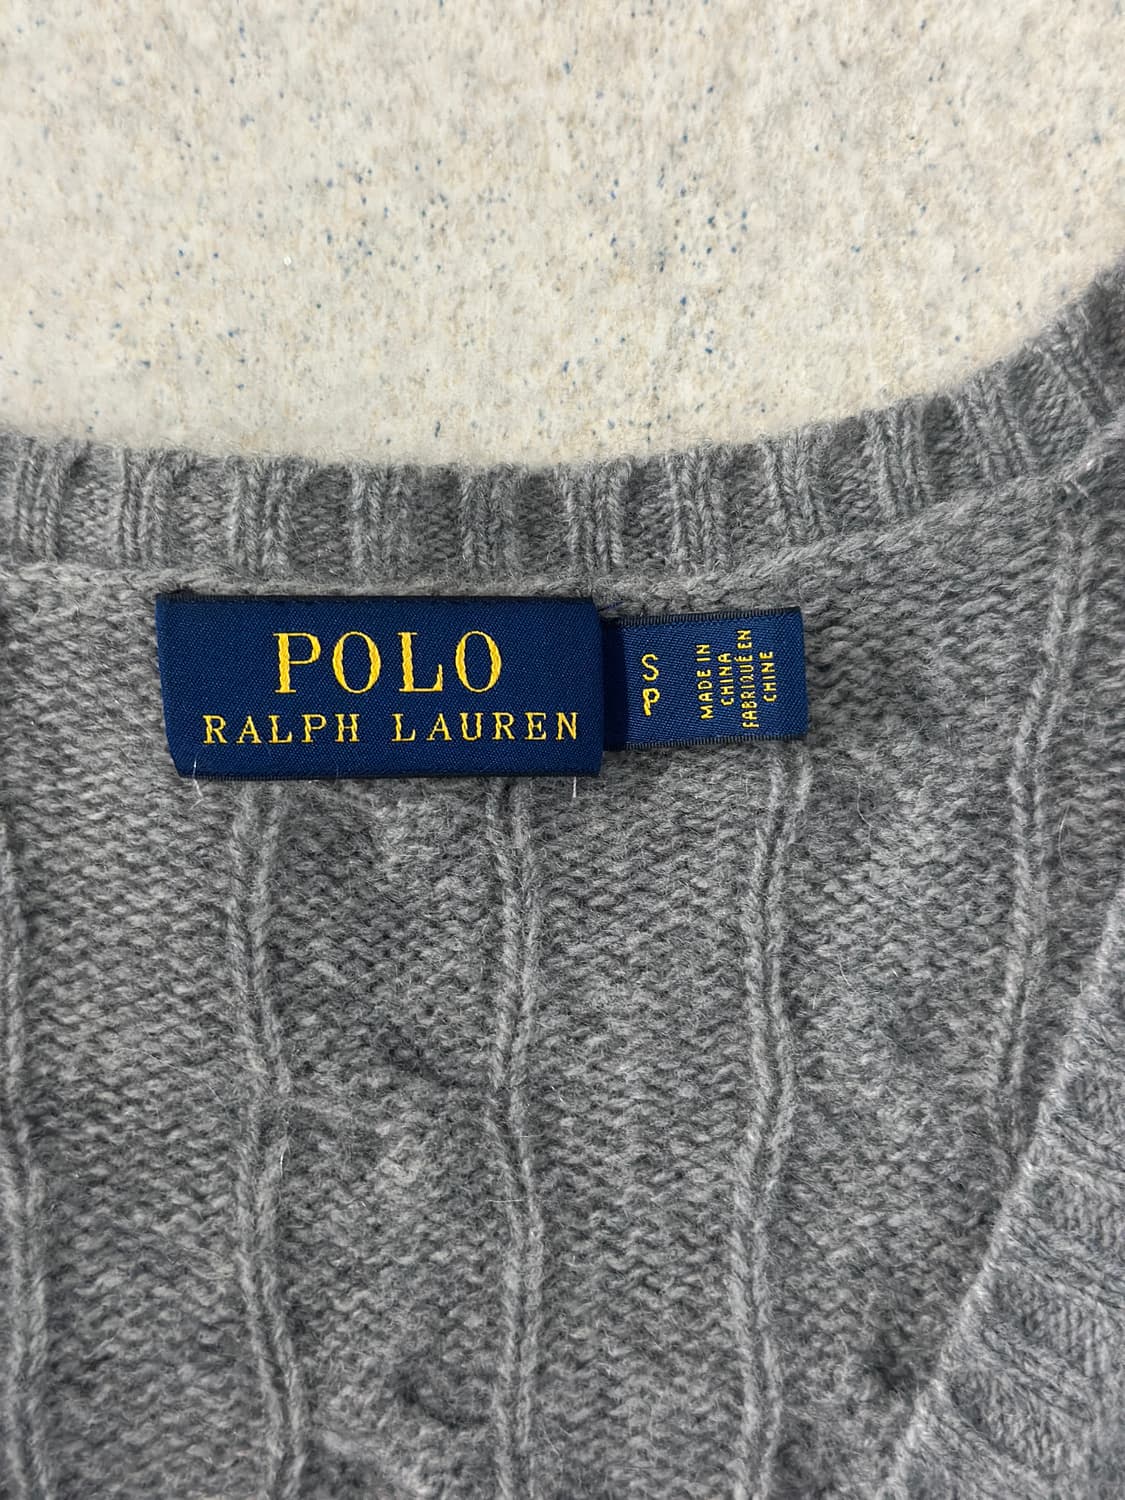 POLO
RALPH LAUREN
S
P
MADE IN
CHINA
FABRIQUÉ EN
CHINE